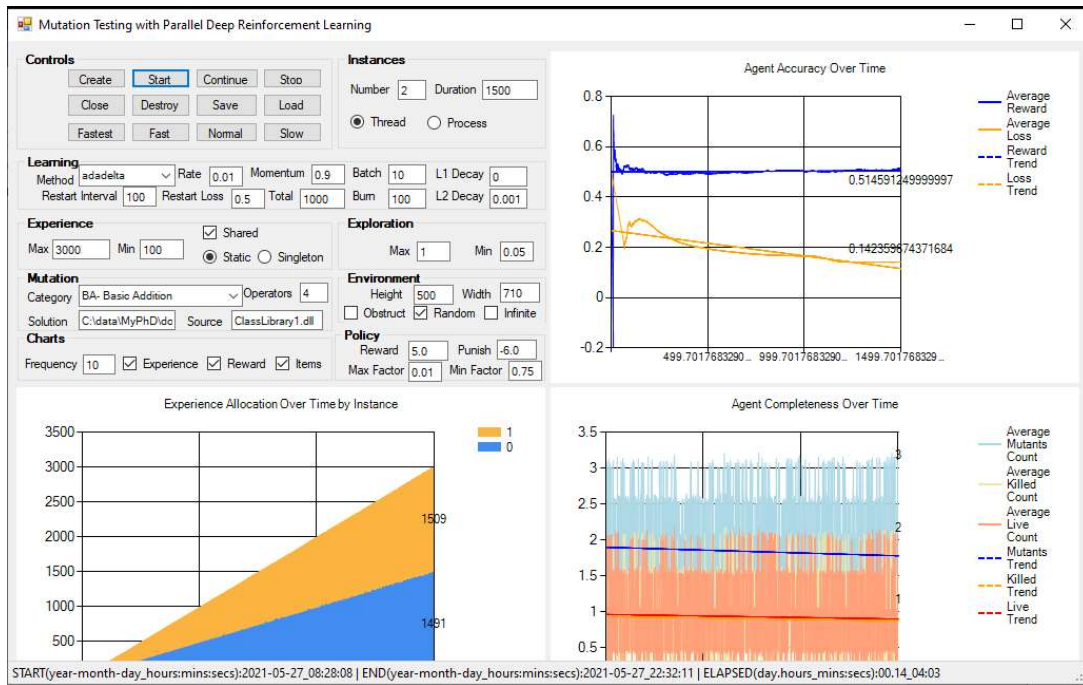 Mutation Testing with Parallel Deep Reinforcement Learning
Controls
Create Start Continue Stop
Close Destroy Save Load
Fastest Fast Normal Slow
Instances
Number 2 Duration 1500
Thread Process
Learning
Method adadelta Rate 0.01 Momentum 0.9 Batch 10 L1 Decay 0
Restart Interval 100 Restart Loss 0.5 Total 1000 Burn 100 L2 Decay 0.001
Experience
Shared
Max 3000 Min 100
Static Singleton
Exploration
Max 1 Min 0.05
Mutation
Category BA- Basic Addition Operators 4
Solution C:\data\MyPhD\dc Source ClassLibrary1.dll
Environment
Height 500 Width 710
Obstruct Random Infinite
Charts
Frequency 10 Experience Reward Items
Policy
Reward 5.0 Punish -6.0
Max Factor 0.01 Min Factor 0.75
Agent Accuracy Over Time
0.8
0.6
0.4
0.2
0
-0.2
0.514591249999997
499.7017683290... 999.7017683290... 1499.701768329...
Average
Reward
Average
Loss
Reward
Trend
Loss
Trend
Experience Allocation Over Time by Instance
3500
3000
2500
2000
1500
1000
500
1509
1491
1
0
Agent Completeness Over Time
3.5
3
2.5
2
1.5
1
0.5
3
2
1
Average
Mutants
Count
Average
Killed
Count
Average
Live
Count
Mutants
Trend
Killed
Trend
Live
Trend
START(year-month-day_hours:mins:secs):2021-05-27_08:28:08 | END(year-month-day_hours:mins:secs):2021-05-27_22:32:11 | ELAPSED(day.hours_mins:secs):00.14_04:03